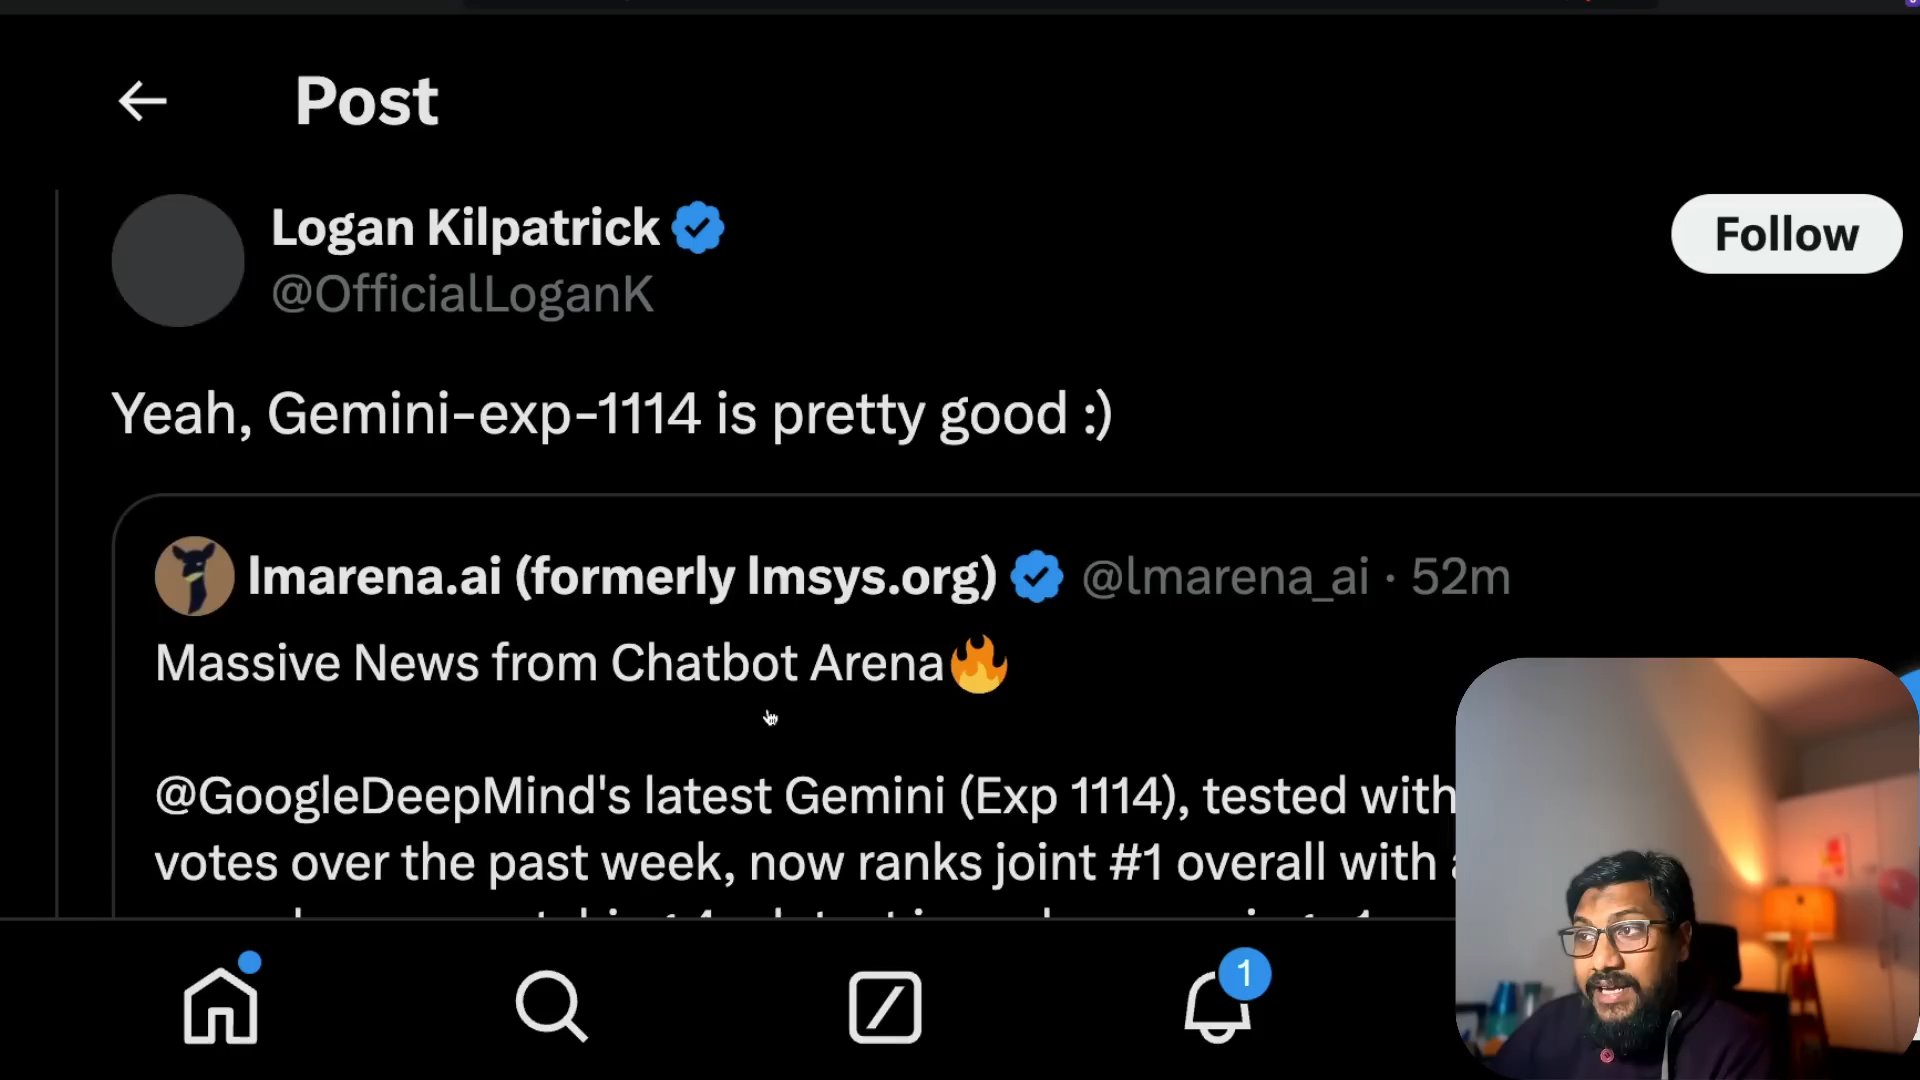 Post
Logan Kilpatrick
Follow
@OfficialLoganK
Yeah, Gemini-exp-1114 is pretty good :)
lmarena.ai (formerly lmsys.org) @lmarena_ai · 52m
Massive News from Chatbot Arena🔥
@GoogleDeepMind's latest Gemini (Exp 1114), tested with
votes over the past week, now ranks joint #1 overall with
1